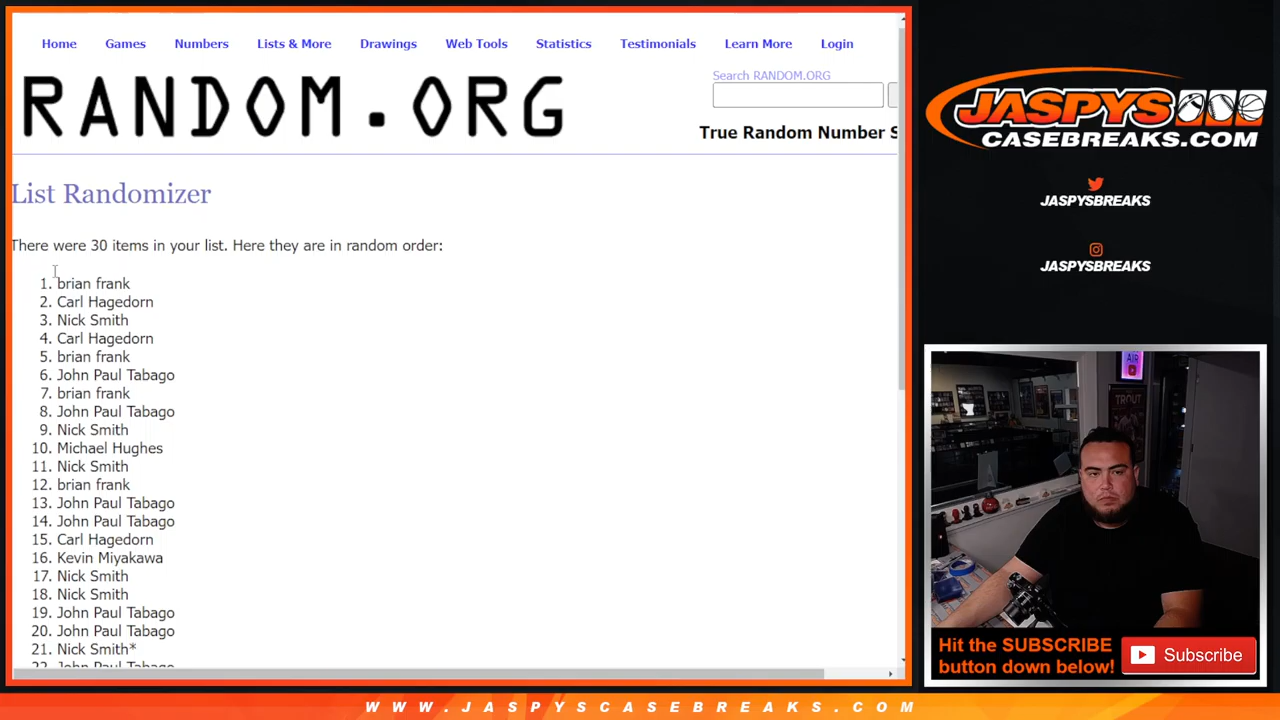 Home Games Numbers Lists & More Drawings Web Tools Statistics Testimonials Learn More Login
RANDOM.ORG
Search RANDOM.ORG
True Random Number S
List Randomizer
There were 30 items in your list. Here they are in random order:
1. brian frank
2. Carl Hagedorn
3. Nick Smith
4. Carl Hagedorn
5. brian frank
6. John Paul Tabago
7. brian frank
8. John Paul Tabago
9. Nick Smith
10. Michael Hughes
11. Nick Smith
12. brian frank
13. John Paul Tabago
14. John Paul Tabago
15. Carl Hagedorn
16. Kevin Miyakawa
17. Nick Smith
18. Nick Smith
19. John Paul Tabago
20. John Paul Tabago
21. Nick Smith*
22. John Paul Tabago
JASPYS
CASEBREAKS.COM
JASPYSBREAKS
JASPYSBREAKS
AIR
TROUT
Hit the SUBSCRIBE
button down below!
Subscribe
WWW.JASPYSCASEBREAKS.COM